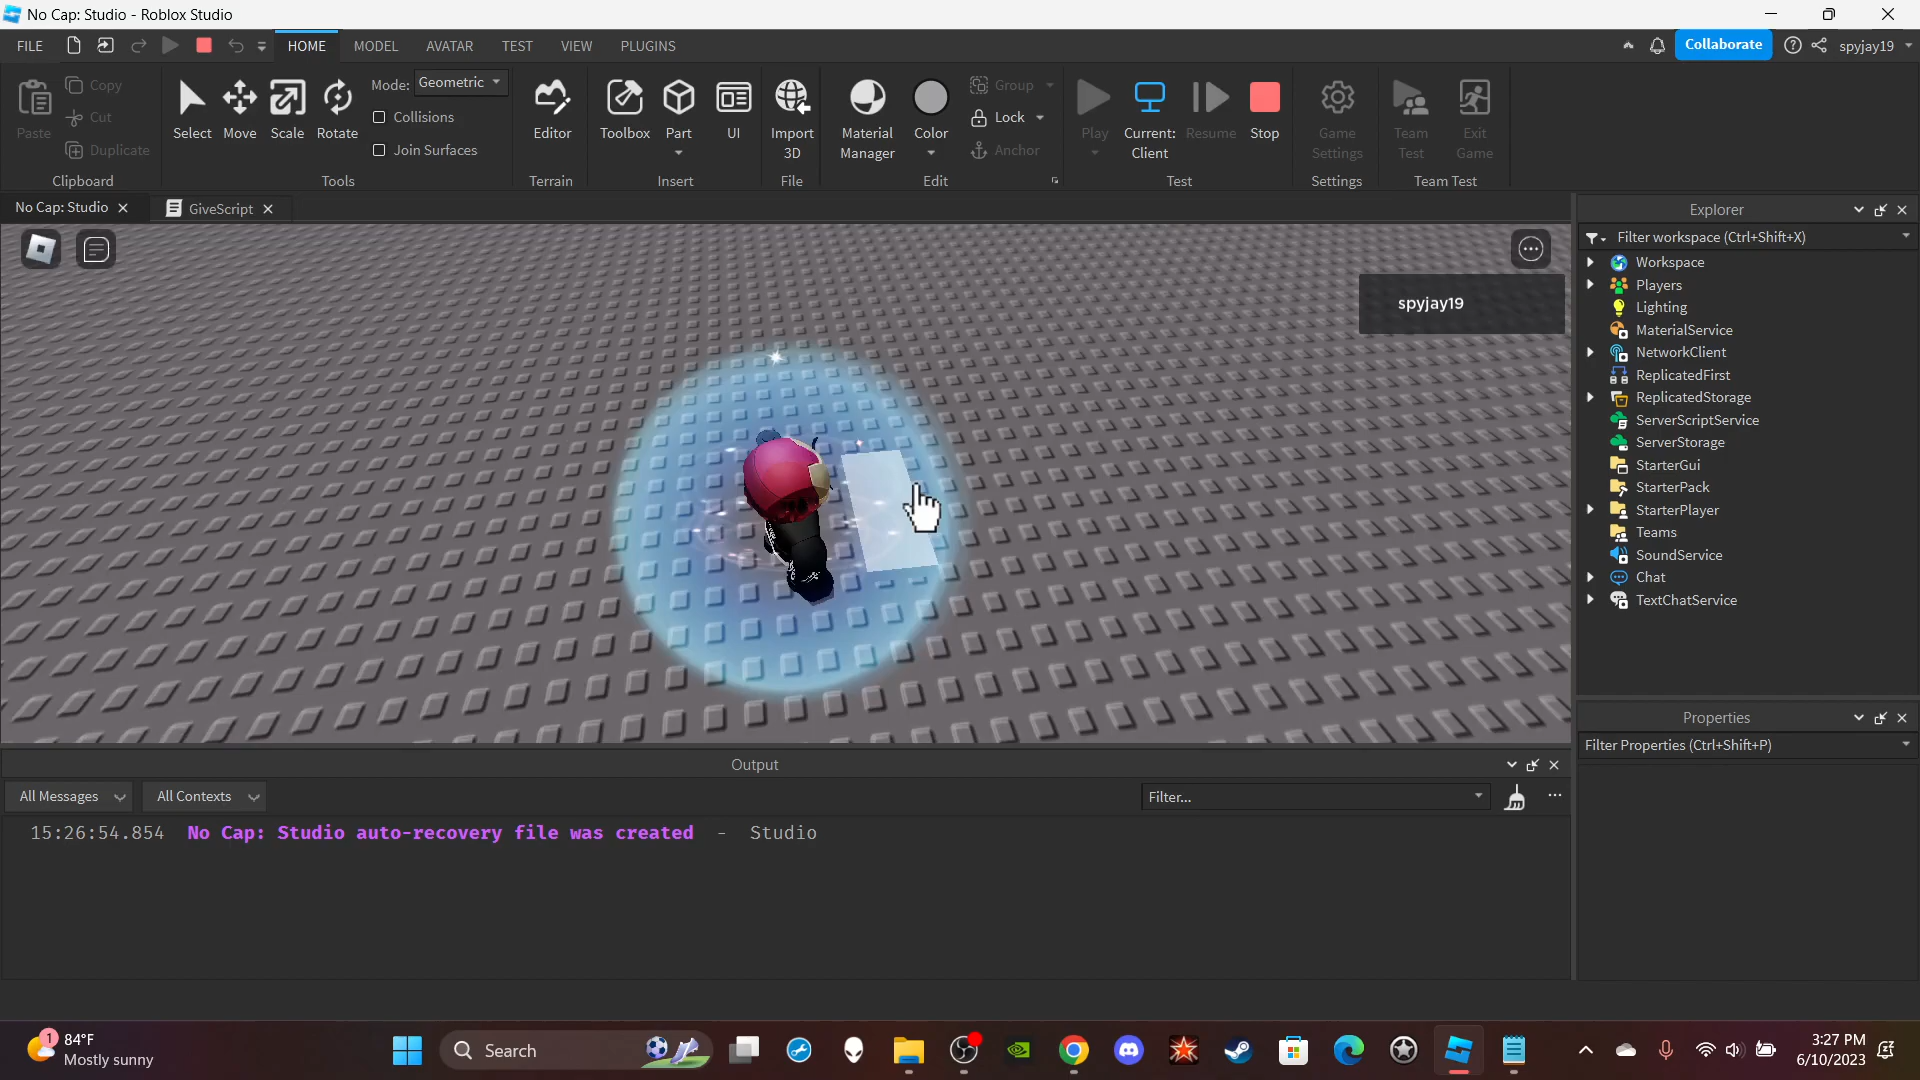 No Cap: Studio - Roblox Studio
FILE HOME MODEL AVATAR TEST VIEW PLUGINS Collaborate spyjay19
Paste Copy Cut Duplicate
Clipboard
Select Move Scale Rotate
Mode: Geometric
Collisions
Join Surfaces
Tools
Editor
Terrain
Toolbox Part UI
Insert
Import
3D
File
Material
Manager
Color
Group
Lock
Anchor
Edit
Play
Current:
Client
Resume
Stop
Test
Game
Settings
Settings
Team
Test
Exit
Game
Team Test
No Cap: Studio GiveScript
spyjay19
Explorer
Filter workspace (Ctrl+Shift+X)
Workspace
Players
Lighting
MaterialService
NetworkClient
ReplicatedFirst
ReplicatedStorage
ServerScriptService
ServerStorage
StarterGui
StarterPack
StarterPlayer
Teams
SoundService
Chat
TextChatService
Properties
Filter Properties (Ctrl+Shift+P)
Output
All Messages All Contexts Filter...
15:26:54.854 No Cap: Studio auto-recovery file was created - Studio
1
84°F
Mostly sunny
Search
3:27 PM
6/10/2023